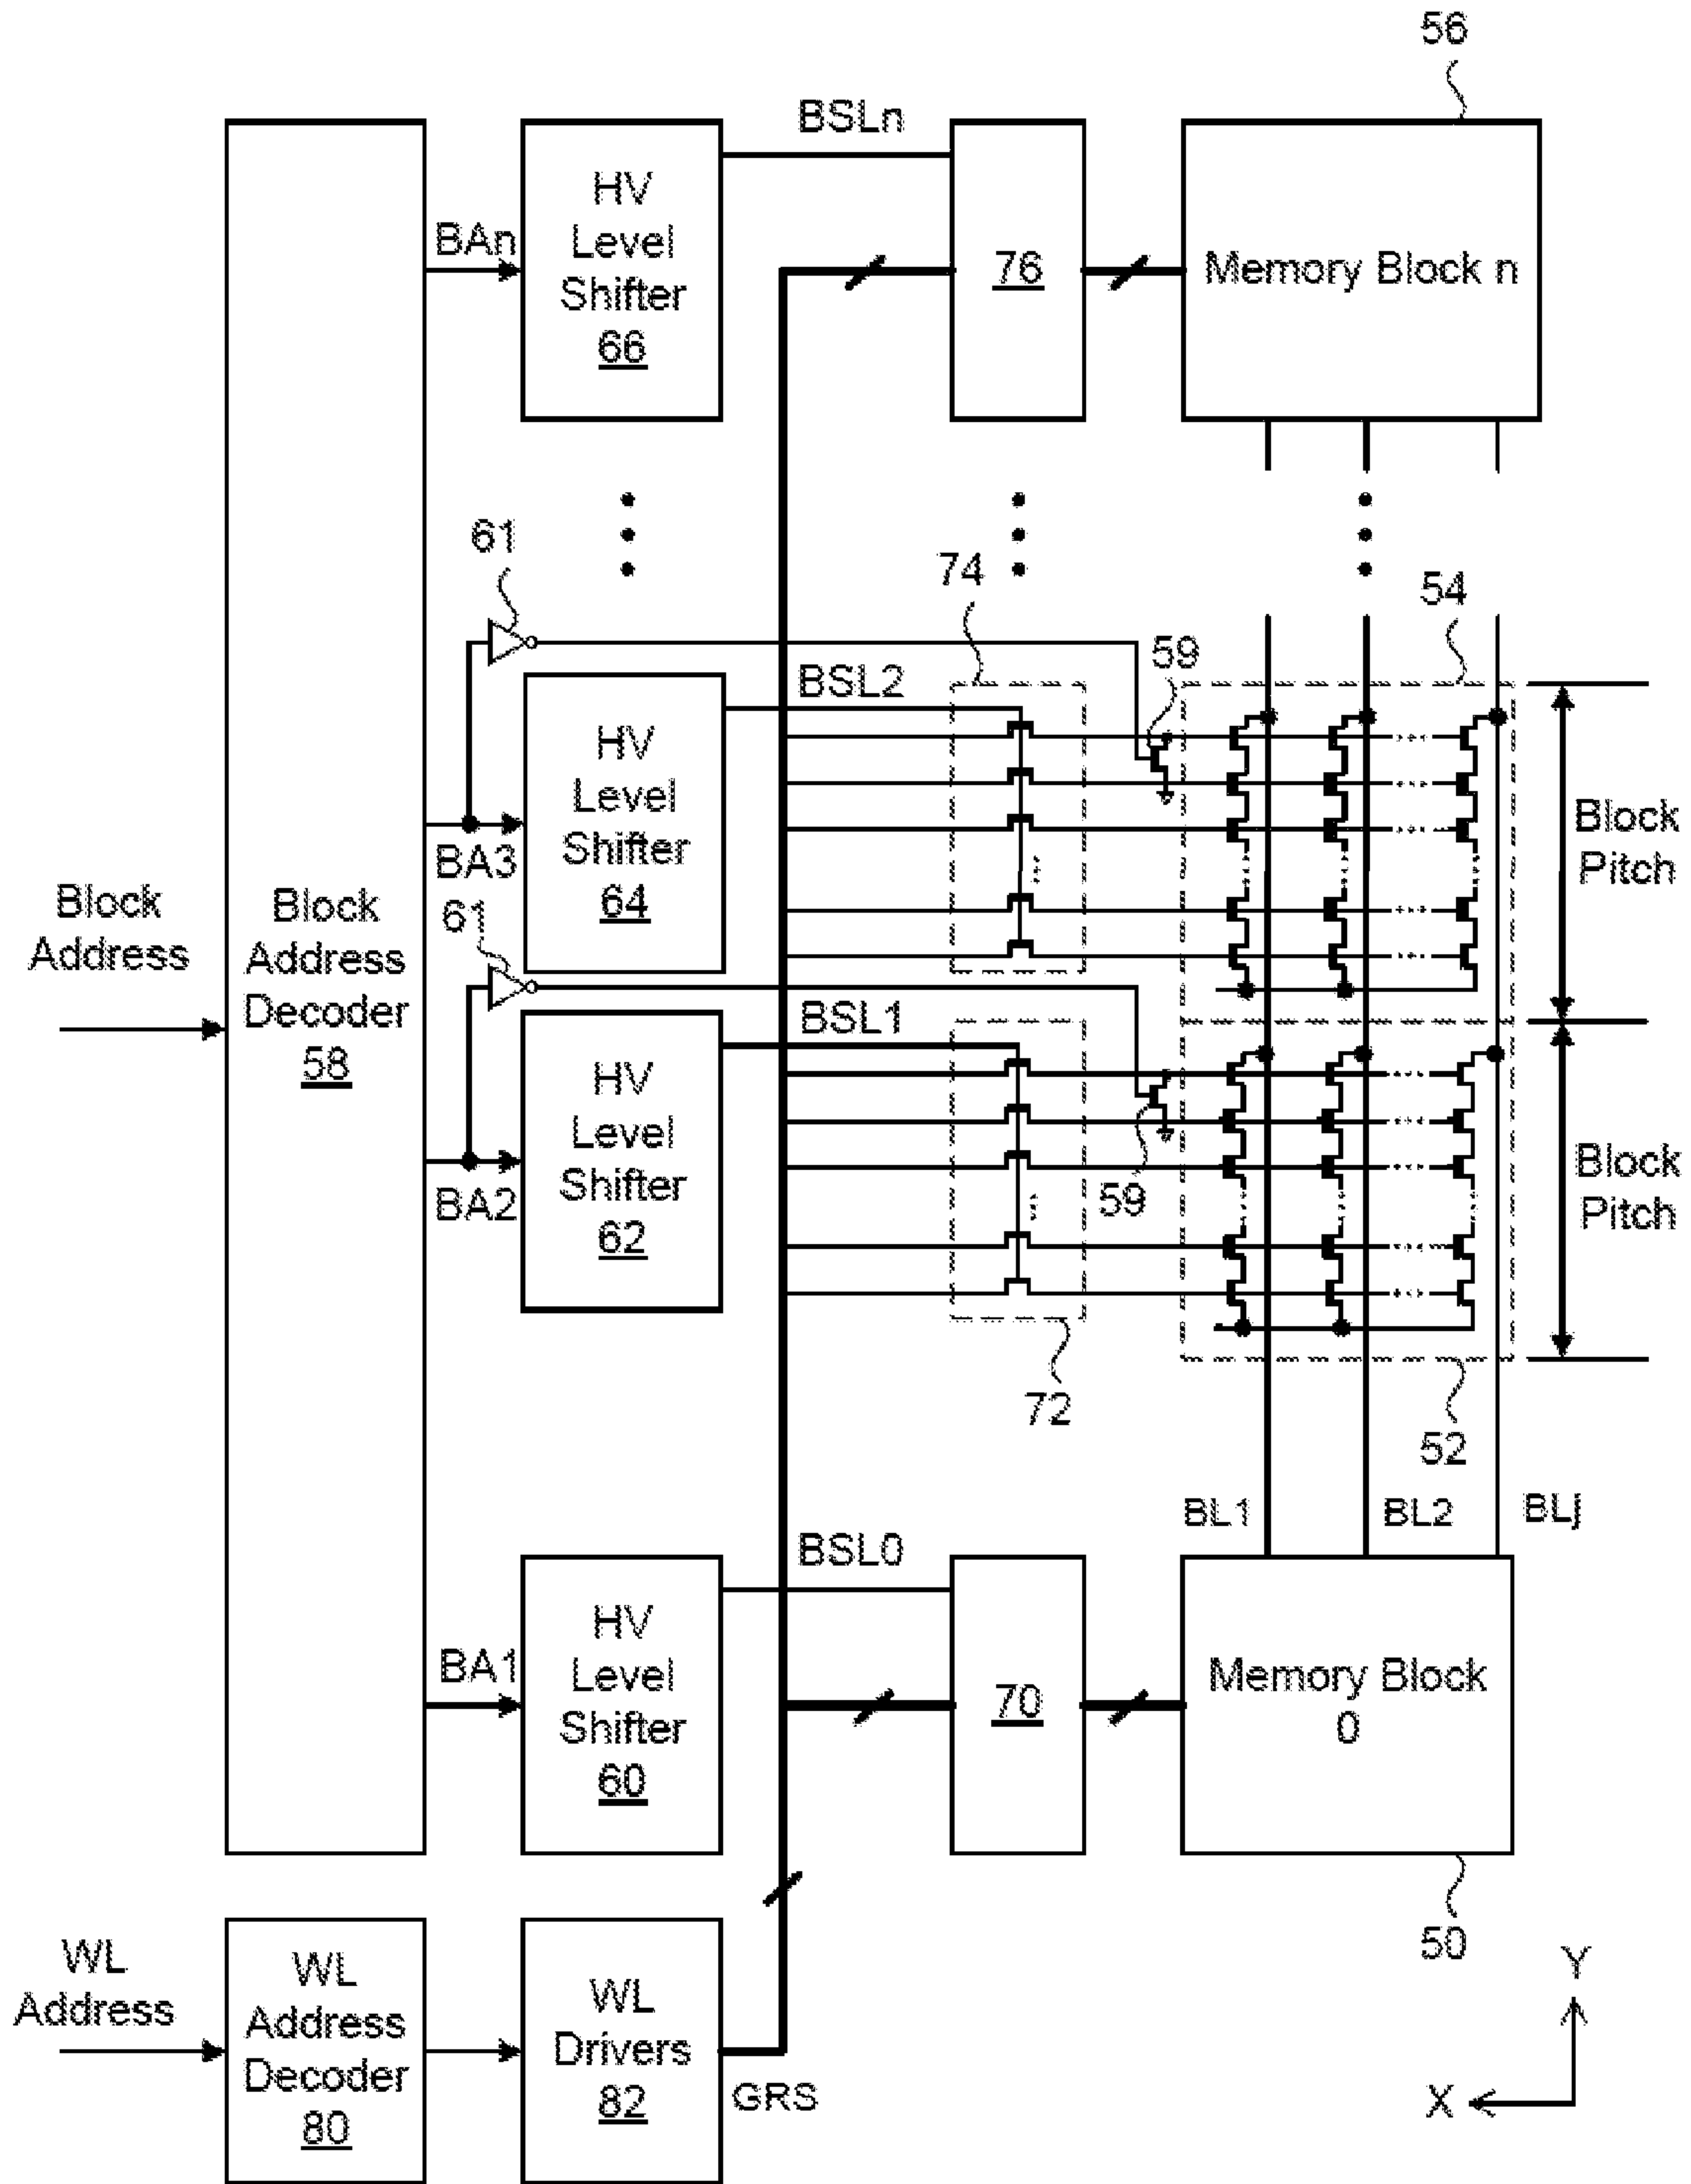 56
BSLn
HV
Level
Shifter
66
BAn
76
Memory Block n
61
74
54
59
BSL2
HV
Level
Shifter
64
BA3
Block
Pitch
Block
Address
Block
Address
Decoder
58
61
BSL1
HV
Level
Shifter
62
BA2
59
Block
Pitch
72
52
BL1
BL2
BLj
BSL0
HV
Level
Shifter
60
BA1
70
Memory Block
0
50
WL
Address
WL
Address
Decoder
80
WL
Drivers
82
GRS
Y
X